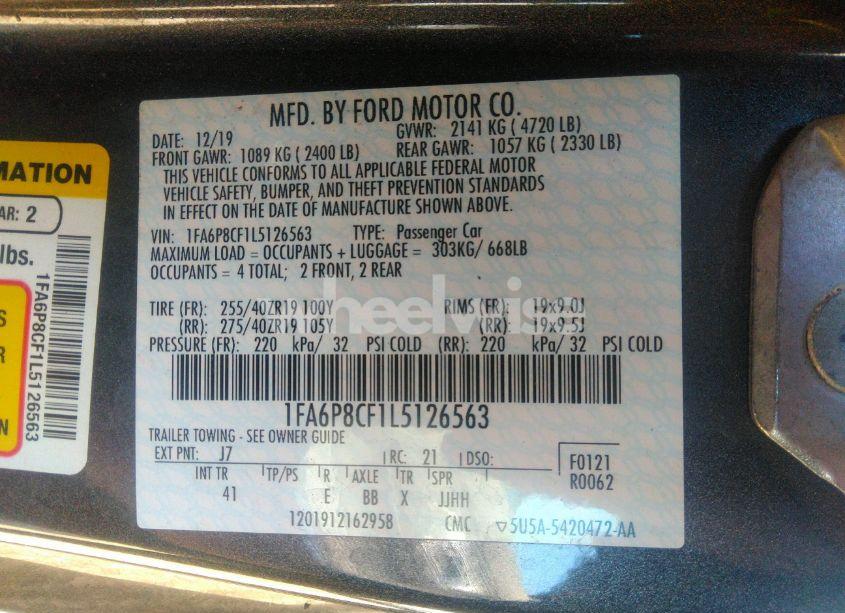 MFD. BY FORD MOTOR CO.
DATE: 12/19 GVWR: 2141 KG ( 4720 LB)
FRONT GAWR: 1089 KG ( 2400 LB) REAR GAWR: 1057 KG ( 2330 LB)
THIS VEHICLE CONFORMS TO ALL APPLICABLE FEDERAL MOTOR
VEHICLE SAFETY, BUMPER, AND THEFT PREVENTION STANDARDS
IN EFFECT ON THE DATE OF MANUFACTURE SHOWN ABOVE.
VIN: 1FA6P8CF1L5126563 TYPE: Passenger Car
MAXIMUM LOAD = OCCUPANTS + LUGGAGE = 303KG/ 668LB
OCCUPANTS = 4 TOTAL; 2 FRONT, 2 REAR
TIRE (FR): 255/40ZR19 100Y RIMS (FR): 19x9.0J
(RR): 275/40ZR19 105Y (RR): 19x9.5J
PRESSURE (FR): 220 kPa/ 32 PSI COLD (RR): 220 kPa/ 32 PSI COLD
1FA6P8CF1L5126563
TRAILER TOWING - SEE OWNER GUIDE
EXT PNT: J7 RC: 21 DSO: F0121
INT TR TP/PS R AXLE TR SPR R0062
41 E BB X JJHH
1201912162958 CMC ▽5U5A-5420472-AA
MATION
AR: 2
lbs.
1FA6P8CF1L5126563
S
R
N
heelvis